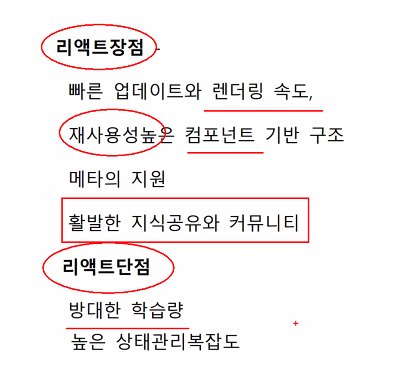 리액트장점
빠른 업데이트와 렌더링 속도,
재사용성높은 컴포넌트 기반 구조
메타의 지원
활발한 지식공유와 커뮤니티
리액트단점
방대한 학습량
높은 상태관리복잡도